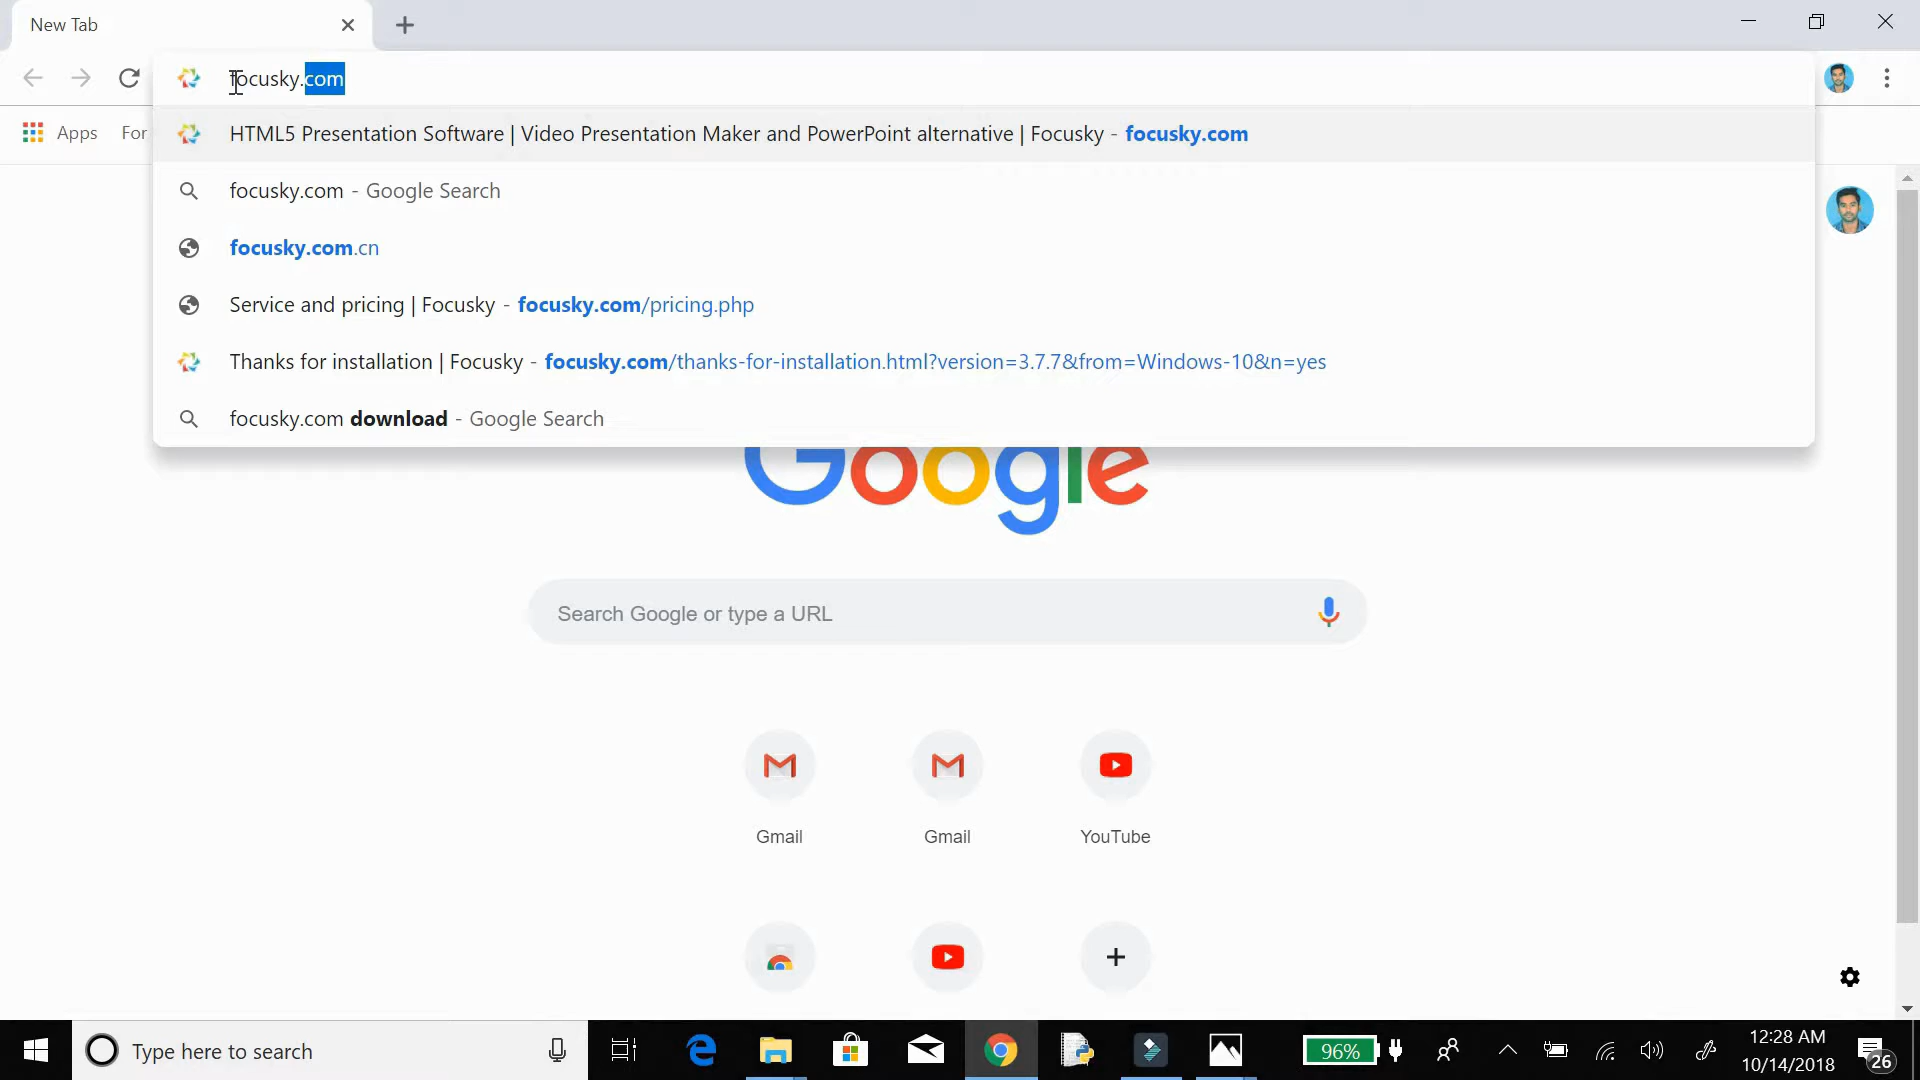 New Tab
focusky.com
Apps For
HTML5 Presentation Software | Video Presentation Maker and PowerPoint alternative | Focusky - focusky.com
focusky.com - Google Search
focusky.com.cn
Service and pricing | Focusky - focusky.com/pricing.php
Thanks for installation | Focusky - focusky.com/thanks-for-installation.html?version=3.7.7&from=Windows-10&n=yes
focusky.com download - Google Search
Google
Search Google or type a URL
Gmail
Gmail
YouTube
Type here to search
96%
12:28 AM
10/14/2018
26